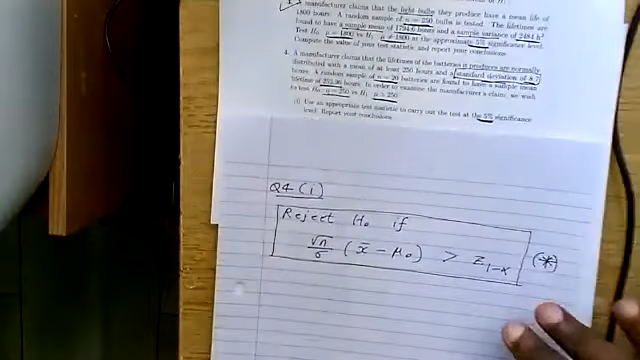 manufacturer claims that the light bulbs they produce have a mean life of
1800 hours. A random sample of n = 250 bulbs is tested. The lifetimes are
found to have a sample mean of 1794.6 hours and a sample variance of 2484 h²
Test H₀ : μ = 1800 vs H₁ : μ ≠ 1800 at the approximate 5% significance level.
Compute the value of your test statistic and report your conclusions.
4. A manufacturer claims that the lifetimes of the batteries it produces are normally
distributed with a mean of at least 250 hours and a standard deviation of 8.7
hours. A random sample of n = 20 batteries are found to have a sample mean
lifetime of hours. In order to examine the manufacturer's claim, we wish
to test H₀ : μ = 250 vs H₁ : μ > 250
(i) Use an appropriate test statistic to carry out the test at the 5% significance
level. Report your conclusions.
Q4 (i)
Reject H₀ if
√n/σ (x̄ - μ₀) > z₁₋α (*)